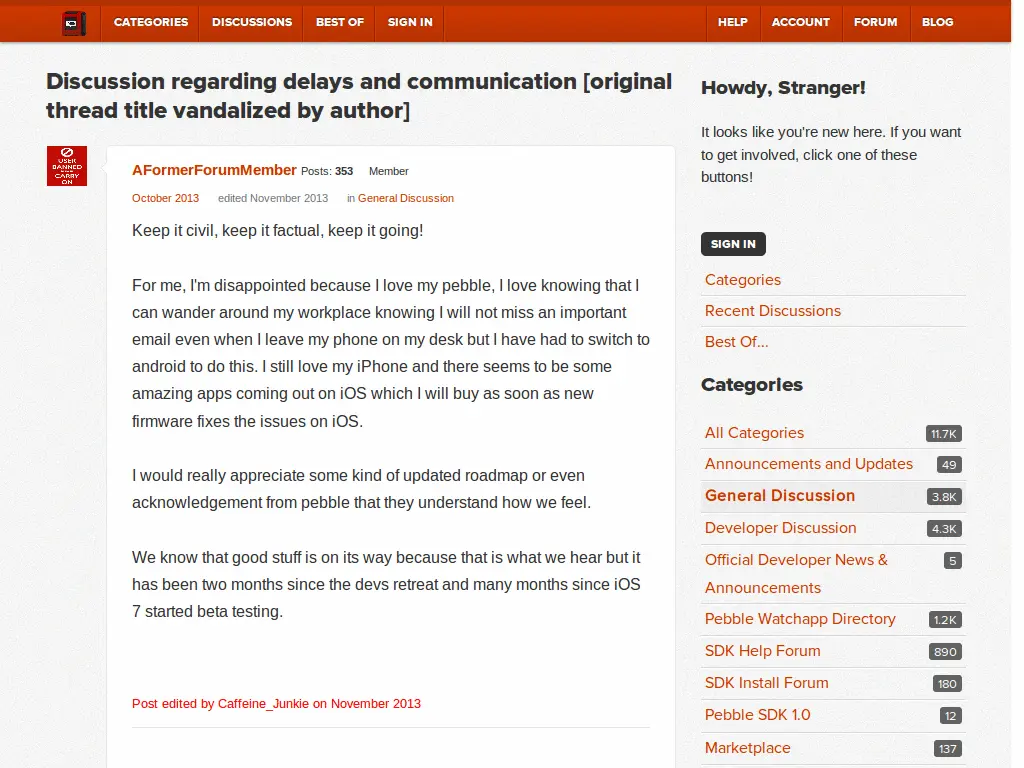 CATEGORIES DISCUSSIONS BEST OF SIGN IN HELP ACCOUNT FORUM BLOG
Discussion regarding delays and communication [original
thread title vandalized by author]
USER
BANNED
CARRY
ON
AFormerForumMember Posts: 353 Member
October 2013 edited November 2013 in General Discussion
Keep it civil, keep it factual, keep it going!
For me, I'm disappointed because I love my pebble, I love knowing that I
can wander around my workplace knowing I will not miss an important
email even when I leave my phone on my desk but I have had to switch to
android to do this. I still love my iPhone and there seems to be some
amazing apps coming out on iOS which I will buy as soon as new
firmware fixes the issues on iOS.
I would really appreciate some kind of updated roadmap or even
acknowledgement from pebble that they understand how we feel.
We know that good stuff is on its way because that is what we hear but it
has been two months since the devs retreat and many months since iOS
7 started beta testing.
Post edited by Caffeine_Junkie on November 2013
Howdy, Stranger!
It looks like you're new here. If you want
to get involved, click one of these
buttons!
SIGN IN
Categories
Recent Discussions
Best Of...
Categories
All Categories 11.7K
Announcements and Updates 49
General Discussion 3.8K
Developer Discussion 4.3K
Official Developer News & 5
Announcements
Pebble Watchapp Directory 1.2K
SDK Help Forum 890
SDK Install Forum 180
Pebble SDK 1.0 12
Marketplace 137